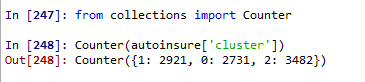 In [247]: from collections import Counter
In [248]: Counter(autoinsure['cluster'])
Out[248]: Counter({1: 2921, 0: 2731, 2: 3482})